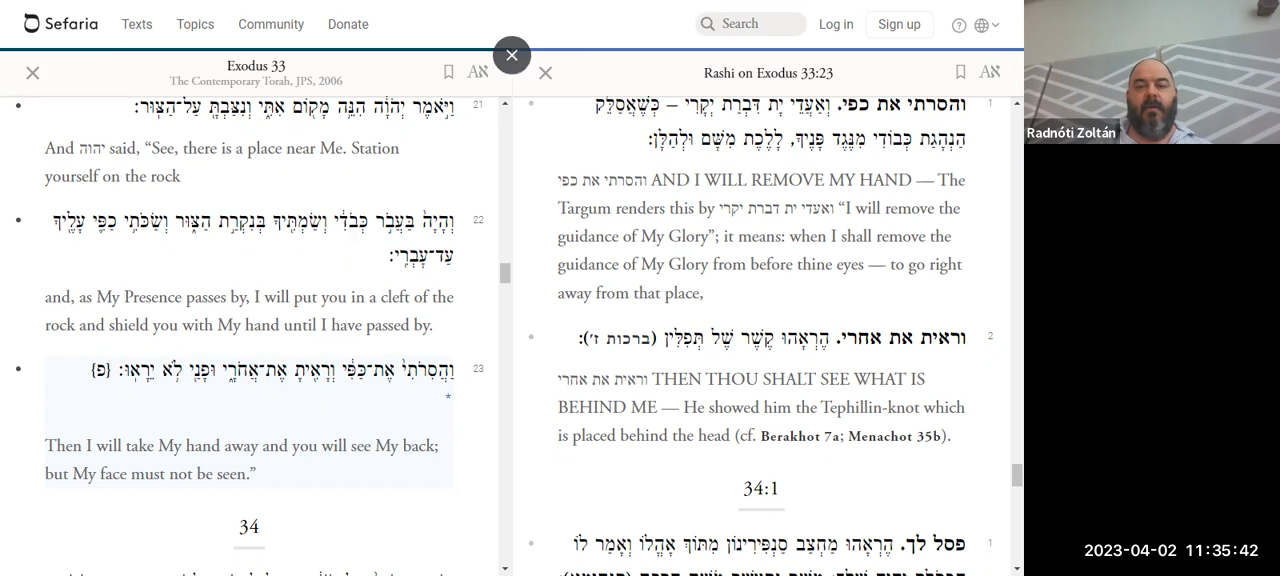 Sefaria
Texts
Topics
Community
Donate
Search
Log in
Sign up
Exodus 33
The Contemporary Torah, JPS, 2006
אא
21
וַיֹּ֣אמֶר יְהֹוָ֔ה הִנֵּ֥ה מָק֖וֹם אִתִּ֑י וְנִצַּבְתָּ֖ עַל־הַצּֽוּר׃
And יהוה said, “See, there is a place near Me. Station
yourself on the rock
22
וְהָיָה֙ בַּעֲבֹ֣ר כְּבֹדִ֔י וְשַׂמְתִּ֖יךָ בְּנִקְרַ֣ת הַצּ֑וּר וְשַׂכֹּתִ֥י כַפִּ֛י עָלֶ֖יךָ
עַד־עׇבְרִֽי׃
and, as My Presence passes by, I will put you in a cleft of the
rock and shield you with My hand until I have passed by.
23
וַהֲסִרֹתִי֙ אֶת־כַּפִּ֔י וְרָאִ֖יתָ אֶת־אֲחֹרָ֑י וּפָנַ֖י לֹ֥א יֵרָאֽוּ׃ {פ}
*
Then I will take My hand away and you will see My back;
but My face must not be seen.”
34
Rashi on Exodus 33:23
1
והסרתי את כפי. וְאַעֲדֵי יָת דִּבְרַת יְקָרִי – כְּשֶׁאֲסַלֵּק
הַנְהָגַת כְּבוֹדִי מִנֶּגֶד פָּנֶיךָ, לָלֶכֶת מִשָּׁם וּלְהַלָּן:
והסרתי את כפי AND I WILL REMOVE MY HAND — The
Targum renders this by ואעדי ית דברת יקרי “I will remove the
guidance of My Glory”; it means: when I shall remove the
guidance of My Glory from before thine eyes — to go right
away from that place,
2
וראית את אחרי. הֶרְאָהוּ קֶשֶׁר שֶׁל תְּפִלִּין (ברכות ז'):
וראית את אחרי THEN THOU SHALT SEE WHAT IS
BEHIND ME — He showed him the Tephillin-knot which
is placed behind the head (cf. Berakhot 7a; Menachot 35b).
34:1
1
פסל לך. הֶרְאָהוּ מַחְצַב סַנְפִּירִינוֹן מִתּוֹךְ אָהֳלוֹ וְאָמַר לוֹ
Radnóti Zoltán
2023-04-02 11:35:42